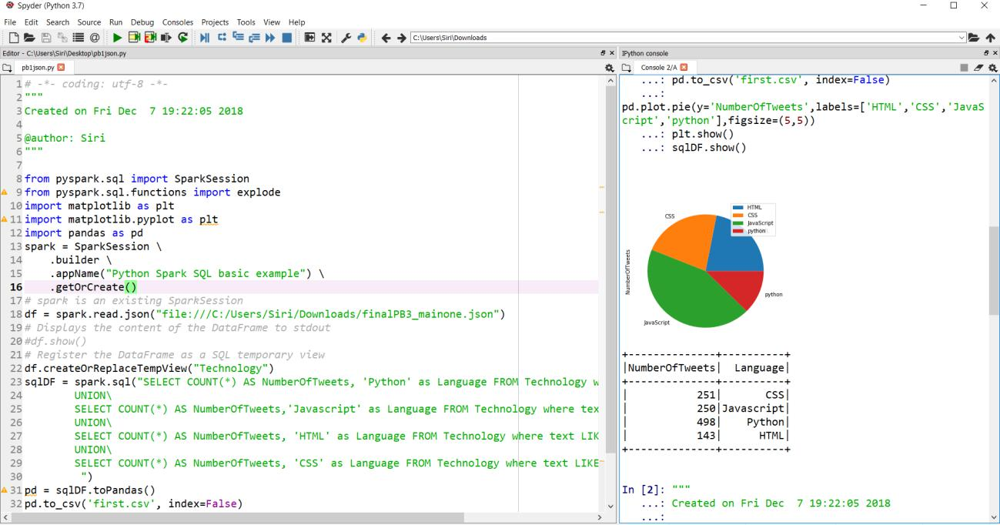 Spyder (Python 3.7)
File Edit Search Source Run Debug Consoles Projects Tools View Help
C:\Users\Siri\Downloads
Editor - C:\Users\Siri\Desktop\pb1json.py
pb1json.py
1 # -*- coding: utf-8 -*-
2 """
3 Created on Fri Dec  7 19:22:05 2018
4
5 @author: Siri
6 """
7
8 from pyspark.sql import SparkSession
9 from pyspark.sql.functions import explode
10 import matplotlib as plt
11 import matplotlib.pyplot as plt
12 import pandas as pd
13 spark = SparkSession \
14     .builder \
15     .appName("Python Spark SQL basic example") \
16     .getOrCreate()
17 # spark is an existing SparkSession
18 df = spark.read.json("file:///C:/Users/Siri/Downloads/finalPB3_mainone.json")
19 # Displays the content of the DataFrame to stdout
20 #df.show()
21 # Register the DataFrame as a SQL temporary view
22 df.createOrReplaceTempView("Technology")
23 sqlDF = spark.sql("SELECT COUNT(*) AS NumberOfTweets, 'Python' as Language FROM Technology w
24         UNION\
25         SELECT COUNT(*) AS NumberOfTweets,'Javascript' as Language FROM Technology where tex
26         UNION\
27         SELECT COUNT(*) AS NumberOfTweets, 'HTML' as Language FROM Technology where text LIK
28         UNION\
29         SELECT COUNT(*) AS NumberOfTweets, 'CSS' as Language FROM Technology where text LIKE
30          ")
31 pd = sqlDF.toPandas()
32 pd.to_csv('first.csv', index=False)
IPython console
Console 2/A
...: pd.to_csv('first.csv', index=False)
...:
pd.plot.pie(y='NumberOfTweets',labels=['HTML','CSS','JavaS
cript','python'],figsize=(5,5))
...: plt.show()
...: sqlDF.show()
HTML
CSS
JavaScript
python
CSS
NumberOfTweets
python
JavaScript
+--------------+----------+
|NumberOfTweets|  Language|
+--------------+----------+
|           251|       CSS|
|           250|Javascript|
|           498|    Python|
|           143|      HTML|
+--------------+----------+
In [2]: """
...: Created on Fri Dec  7 19:22:05 2018
...: